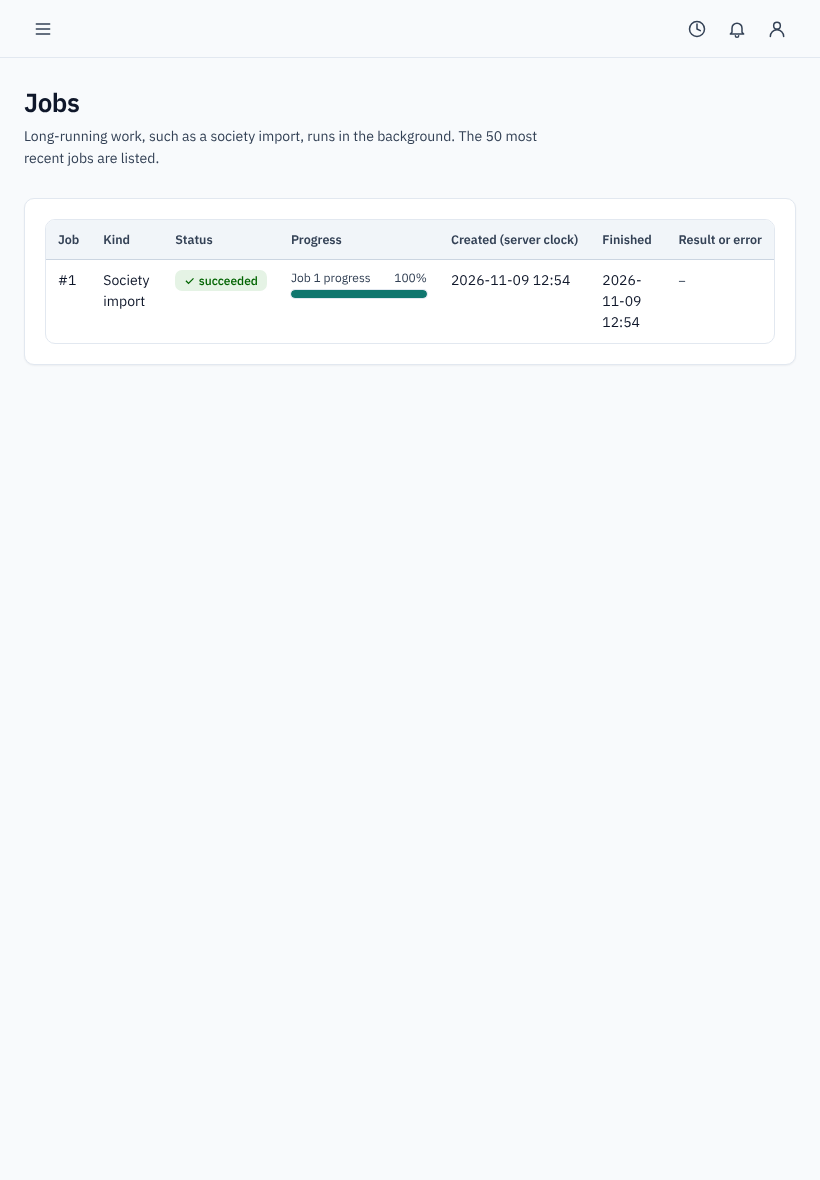 Jobs
Long-running work, such as a society import, runs in the background. The 50 most
recent jobs are listed.
Job Kind Status Progress Created (server clock) Finished Result or error
#1 Society import succeeded Job 1 progress 100% 2026-11-09 12:54 2026-11-09 12:54 –